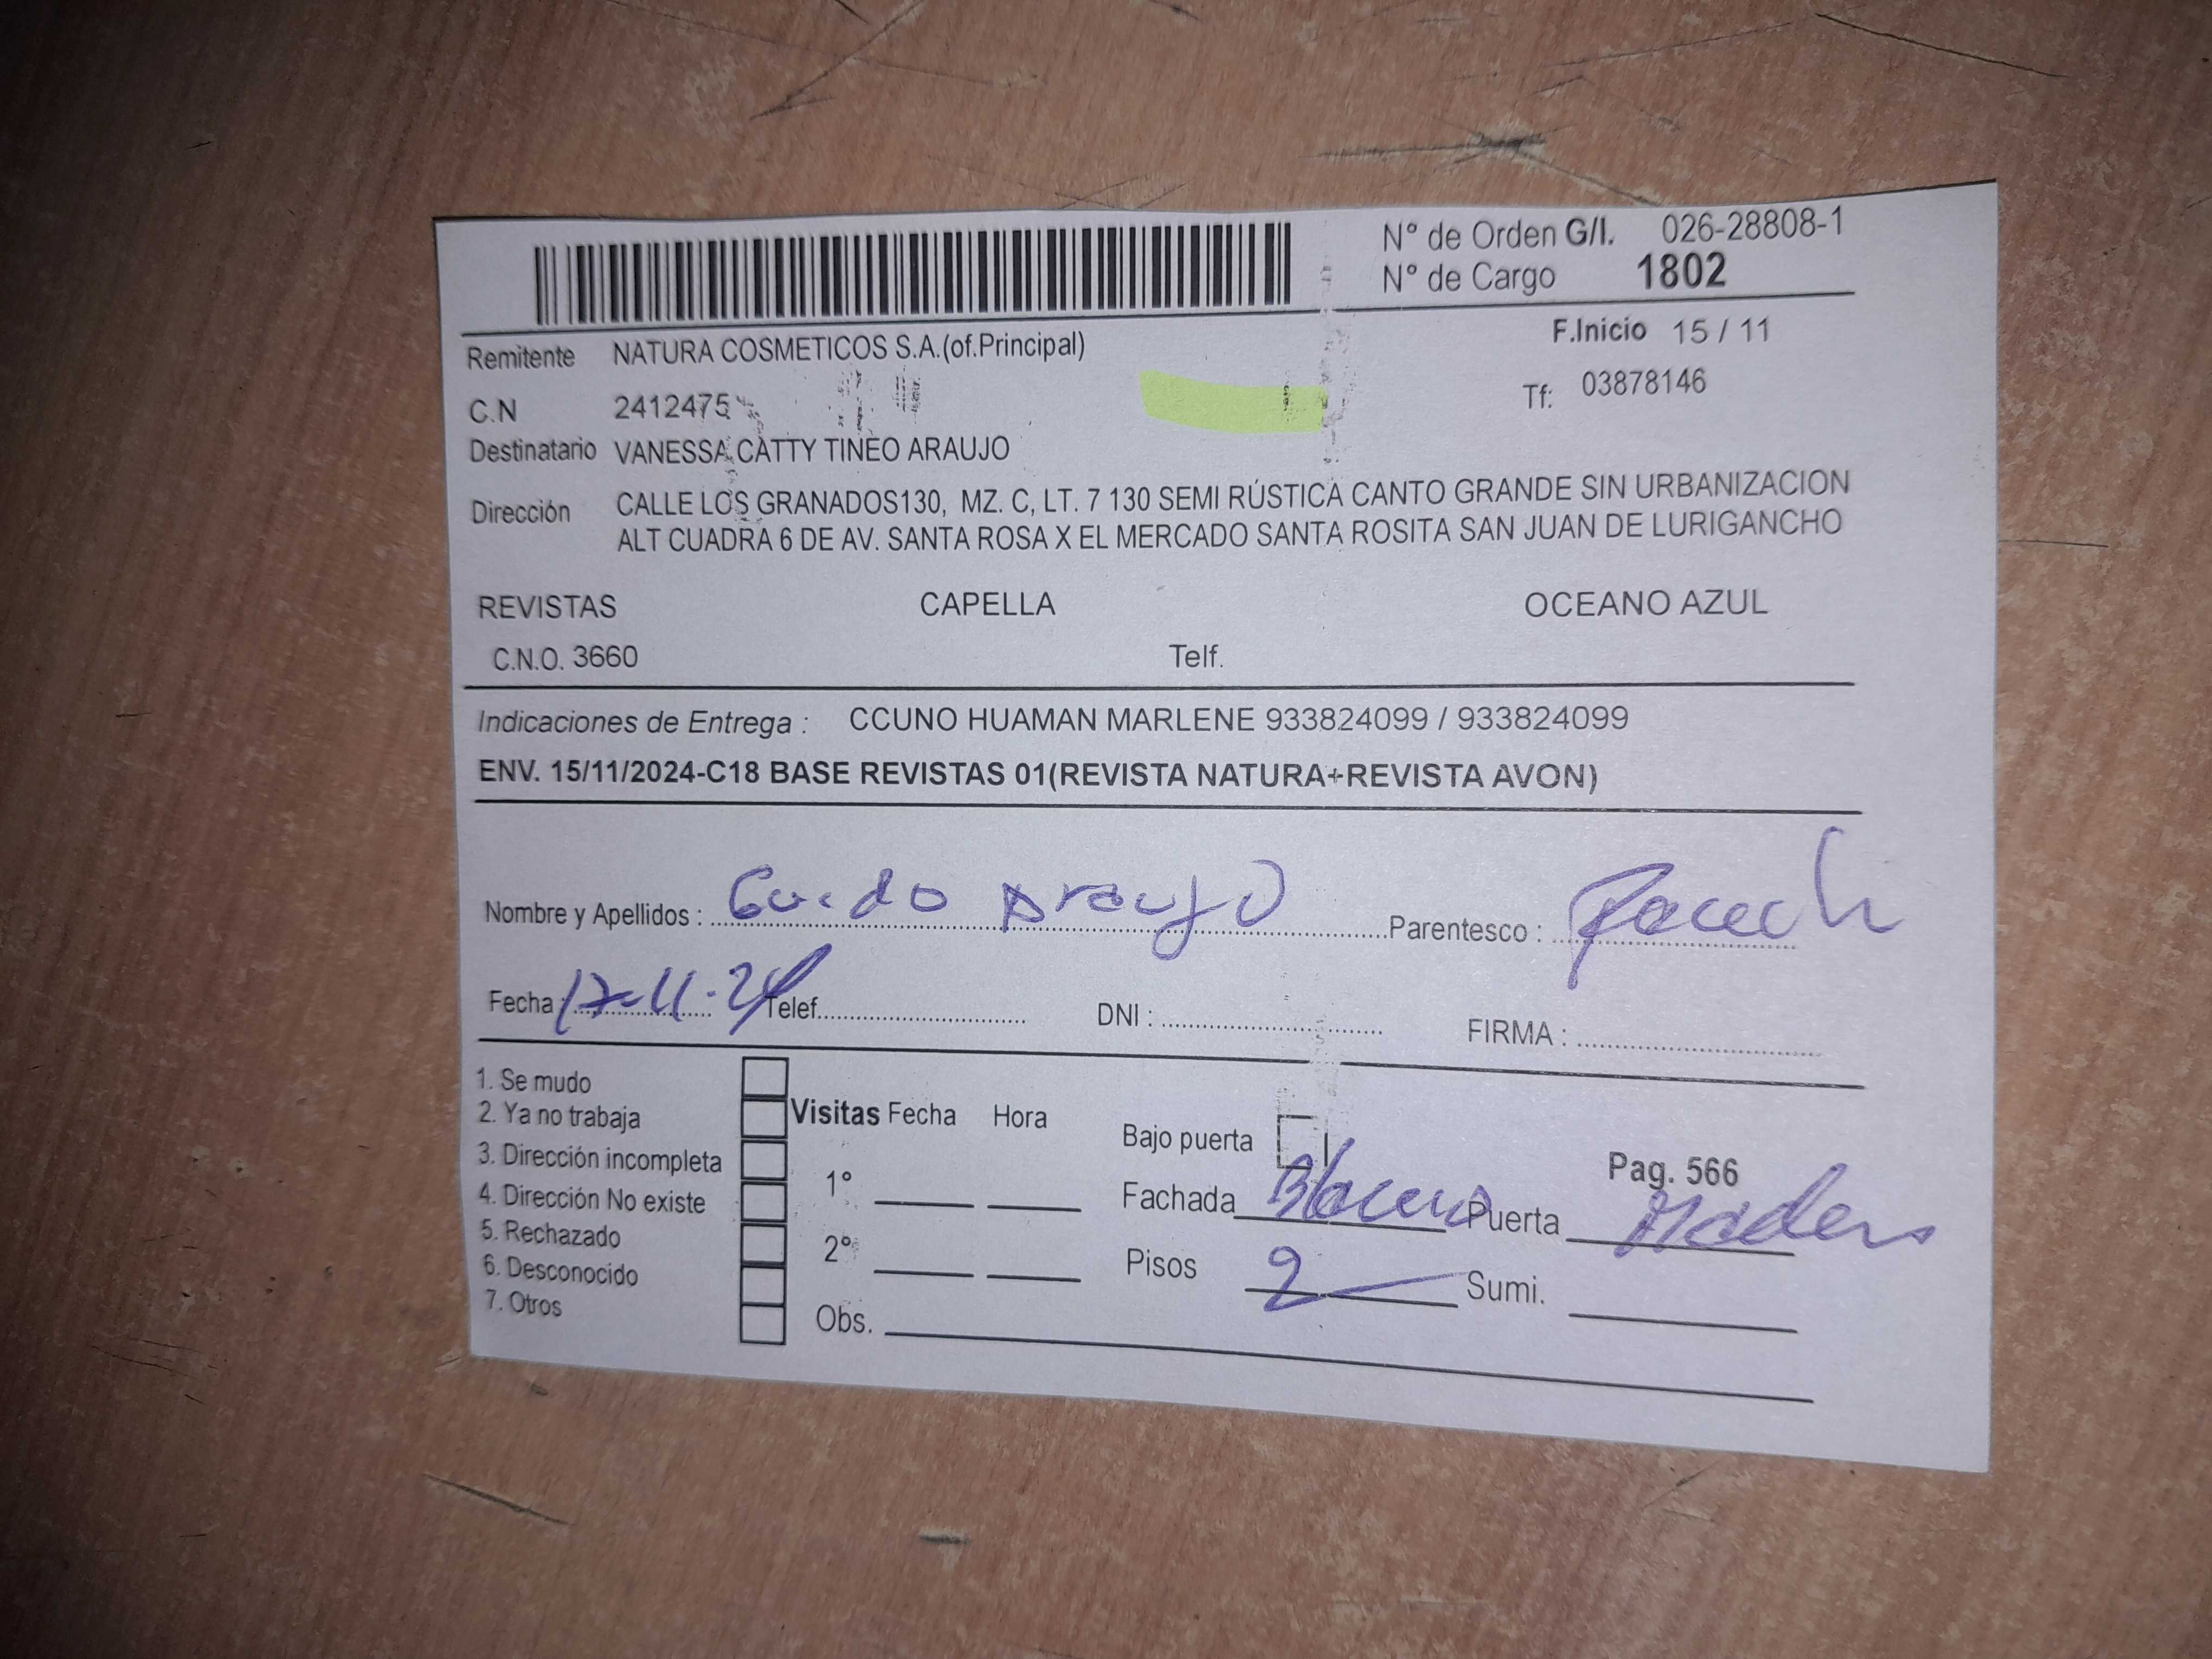 N° de Orden G/I. 026-28808-1
N° de Cargo 1802
F.Inicio 15 / 11
Remitente NATURA COSMETICOS S.A.(of.Principal)
Tf: 03878146
C.N 2412475
Destinatario VANESSA CATTY TINEO ARAUJO
Dirección CALLE LOS GRANADOS130, MZ. C, LT. 7 130 SEMI RÚSTICA CANTO GRANDE SIN URBANIZACION
ALT CUADRA 6 DE AV. SANTA ROSA X EL MERCADO SANTA ROSITA SAN JUAN DE LURIGANCHO
REVISTAS CAPELLA OCEANO AZUL
C.N.O. 3660 Telf.
Indicaciones de Entrega : CCUNO HUAMAN MARLENE 933824099 / 933824099
ENV. 15/11/2024-C18 BASE REVISTAS 01(REVISTA NATURA+REVISTA AVON)
Nombre y Apellidos : Guido Araujo Parentesco :
Fecha : 17-11-24 Telef. DNI : FIRMA :
1. Se mudo
2. Ya no trabaja
3. Dirección incompleta
4. Dirección No existe
5. Rechazado
6. Desconocido
7. Otros
Visitas Fecha Hora
1°
2°
Obs.
Bajo puerta
Pag. 566
Fachada Puerta Madera
Pisos 2 Sumi.